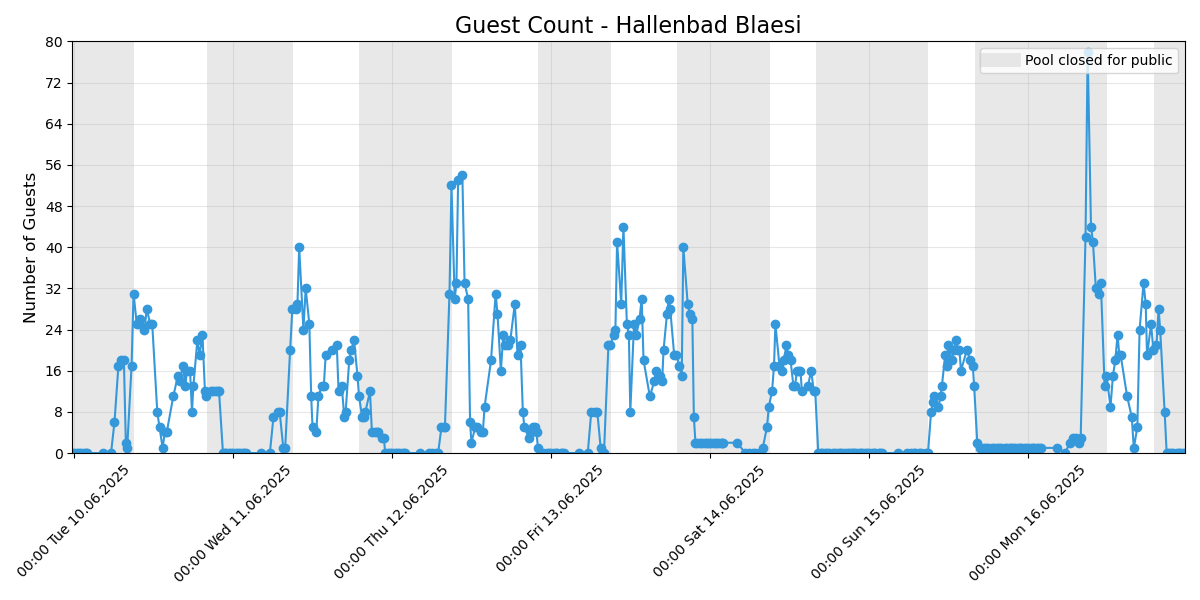 Guest Count - Hallenbad Blaesi
Number of Guests
80
72
64
56
48
40
32
24
16
8
0
Pool closed for public
00:00 Tue 10.06.2025
00:00 Wed 11.06.2025
00:00 Thu 12.06.2025
00:00 Fri 13.06.2025
00:00 Sat 14.06.2025
00:00 Sun 15.06.2025
00:00 Mon 16.06.2025